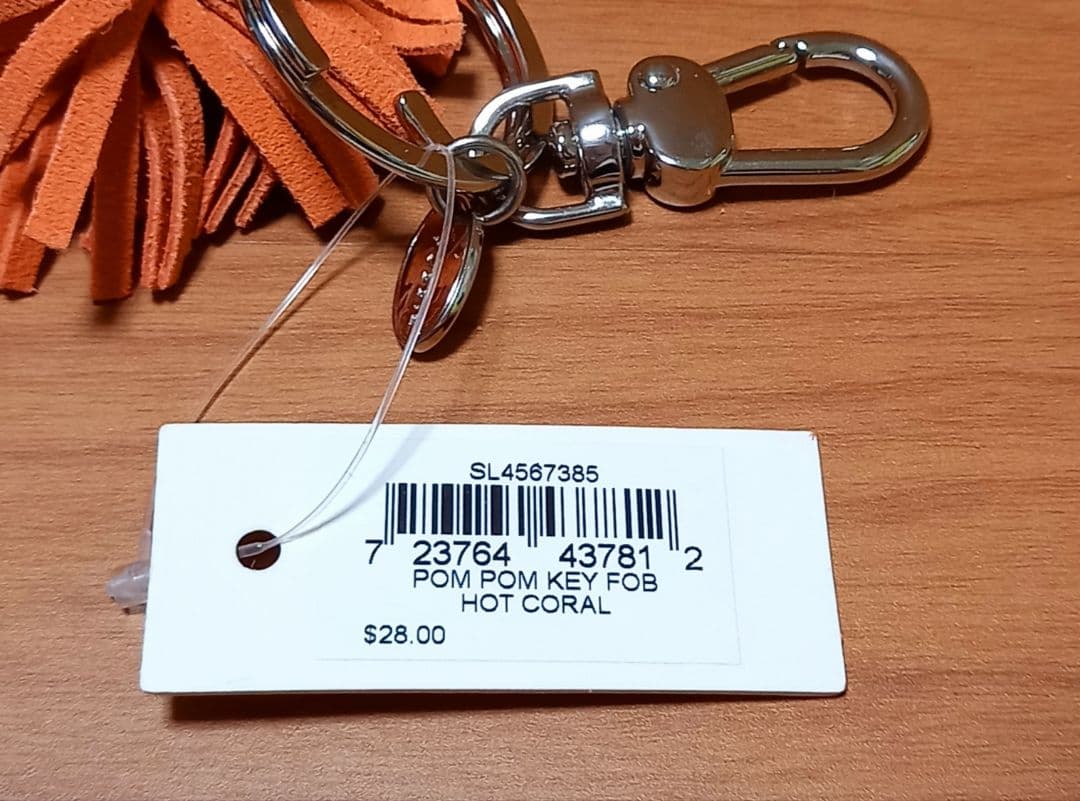 SL4567385
7 23764 43781 2
POM POM KEY FOB
HOT CORAL
$28.00